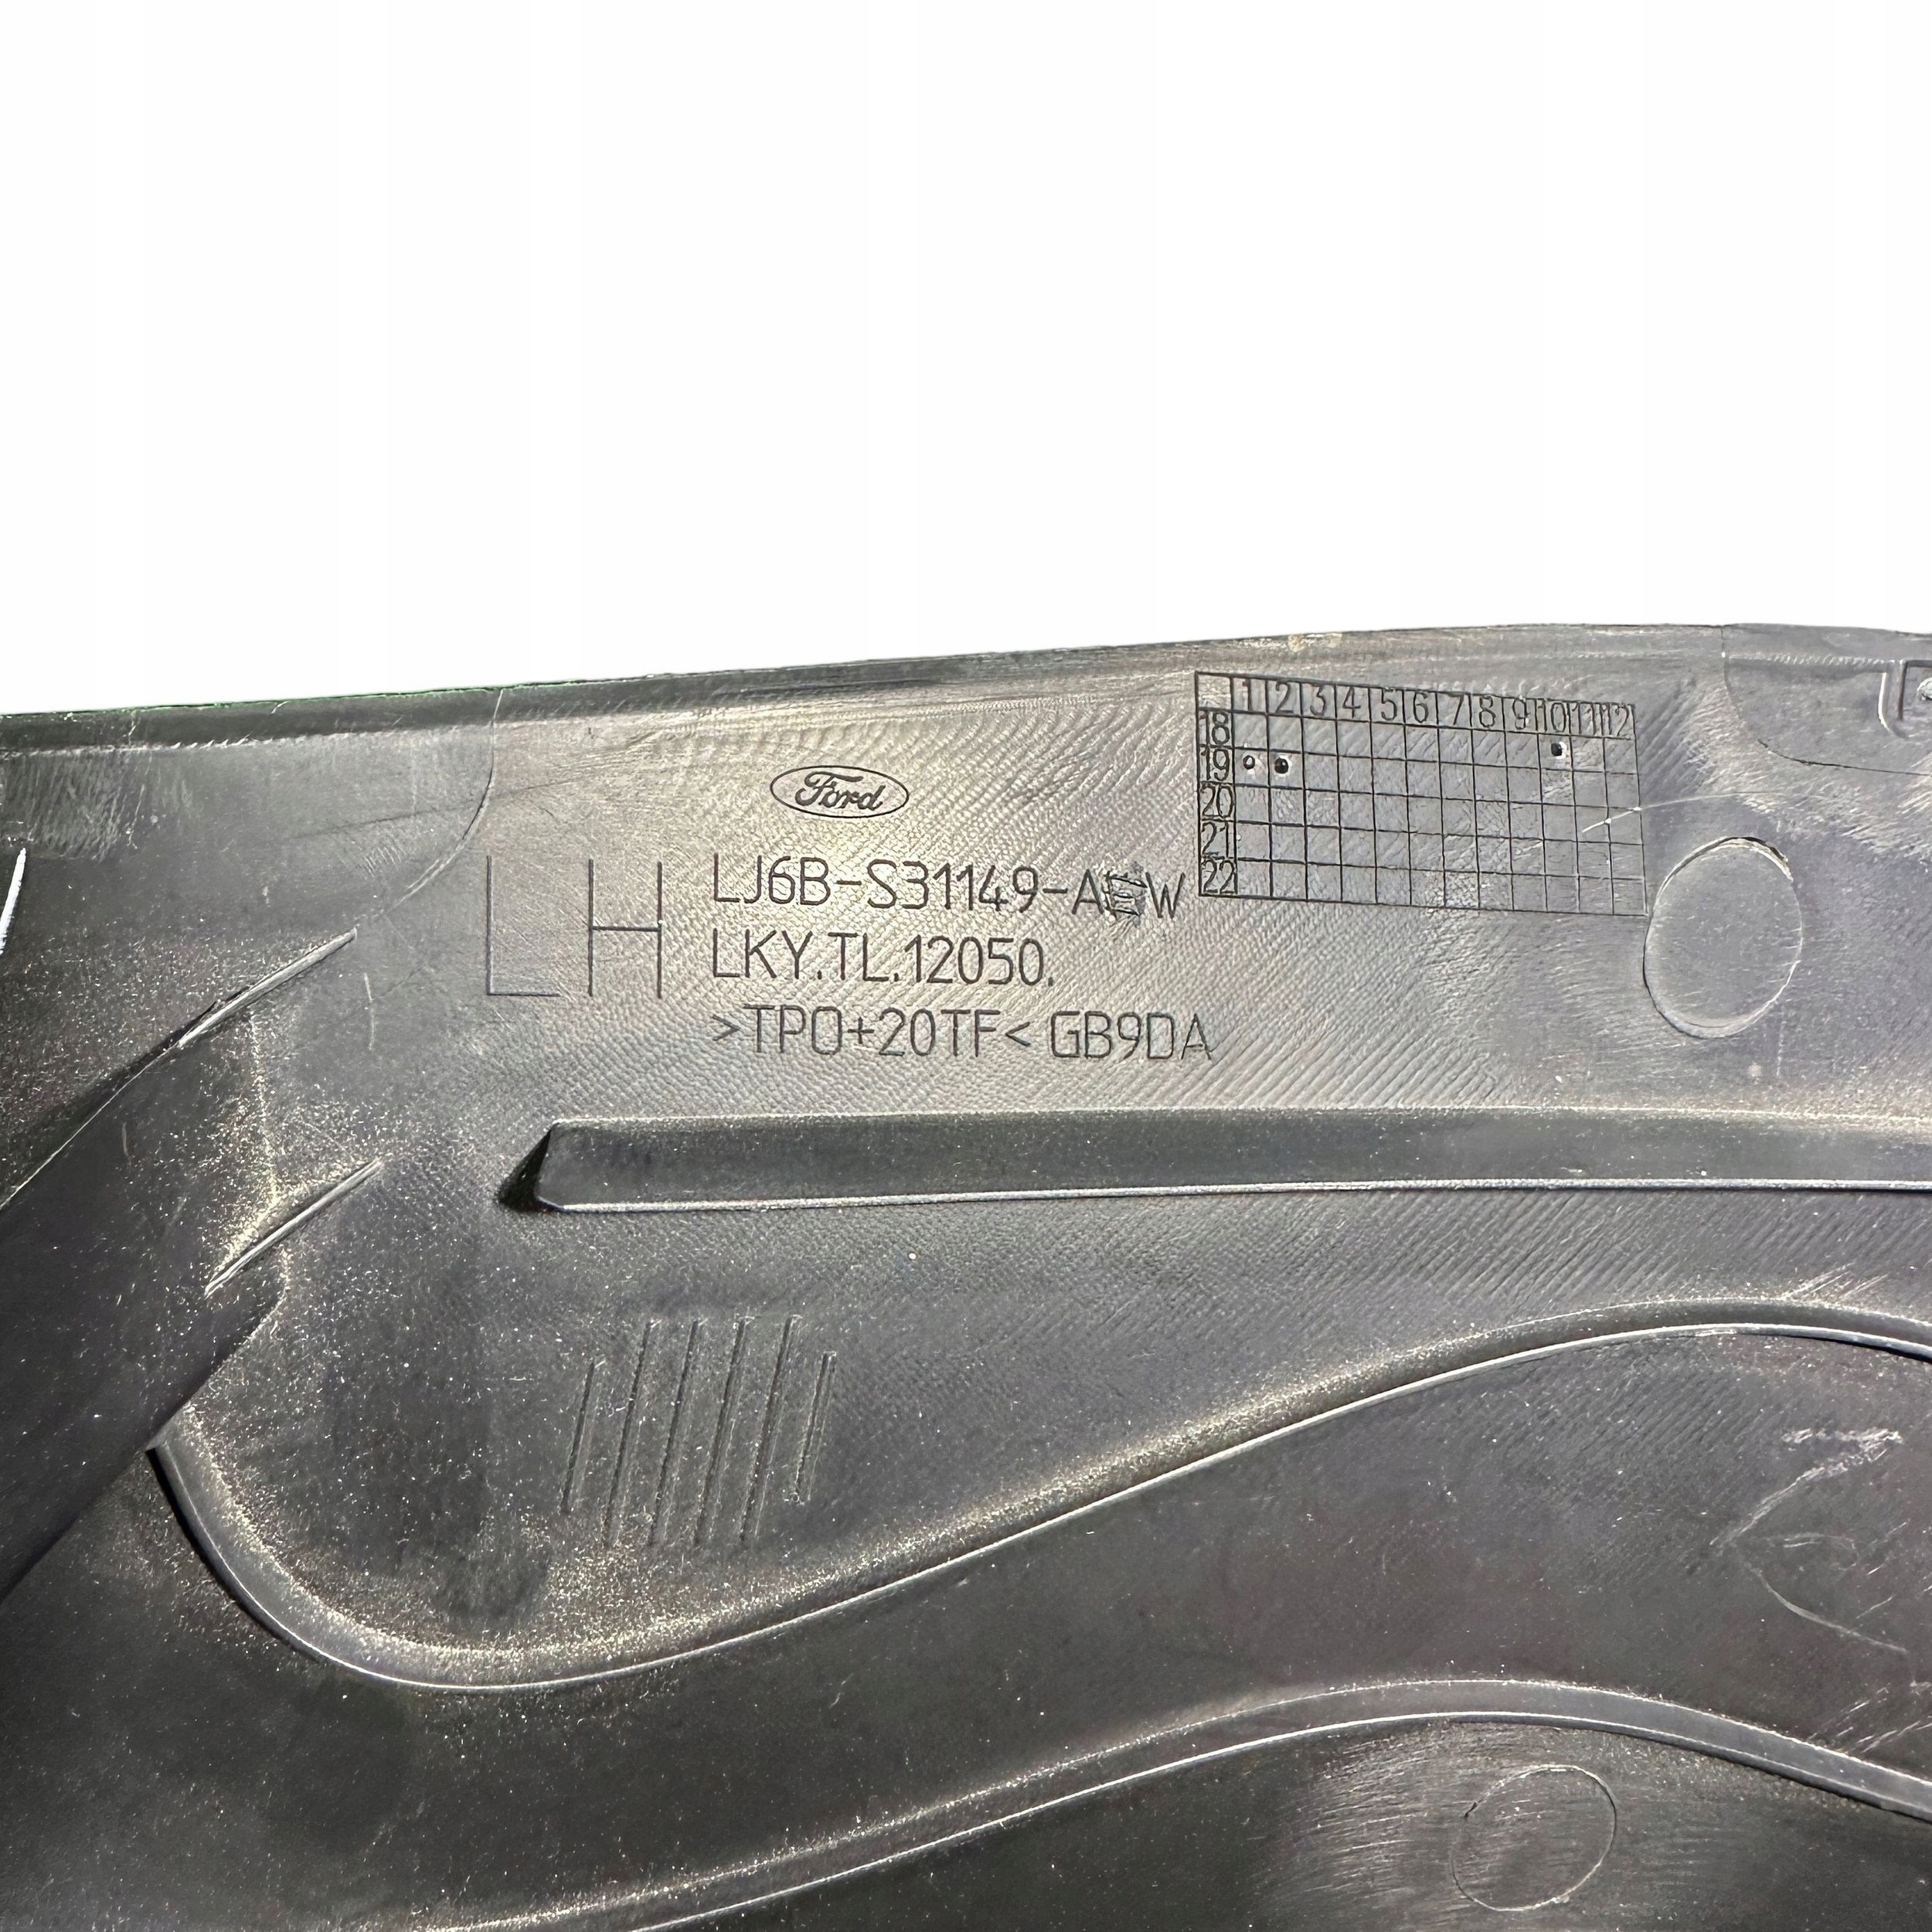 Ford
LH
LJ6B-S31149-AEW
LKY.TL.12050.
>TPO+20TF< GB9DA
1 2 3 4 5 6 7 8 9 10 11 12
18
19
20
21
22